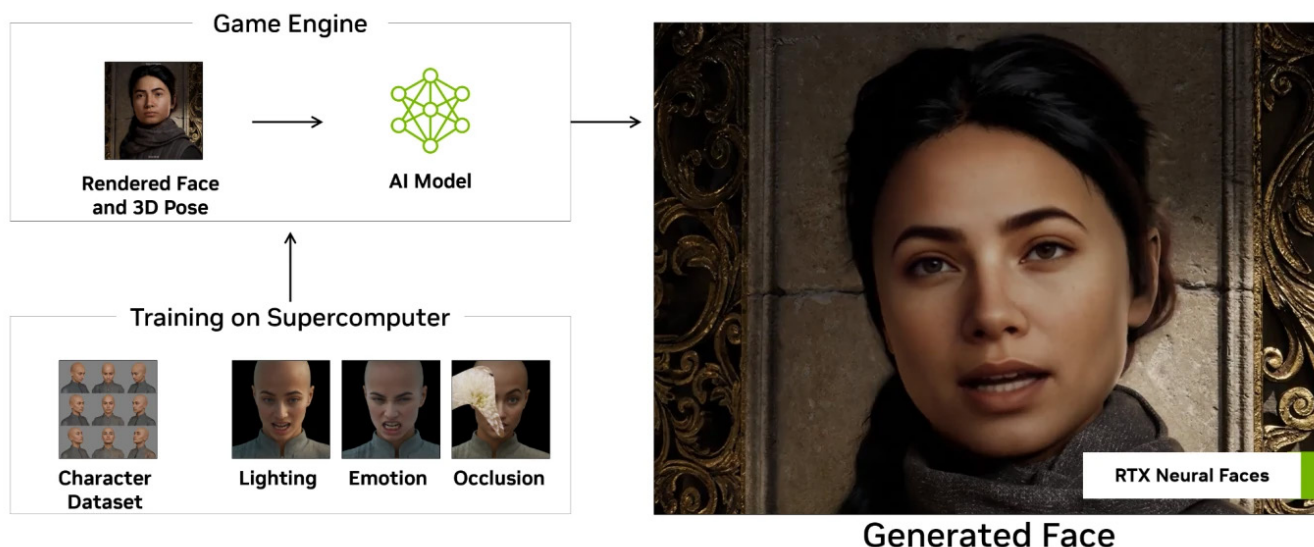 Game Engine
Rendered Face
and 3D Pose
AI Model
Training on Supercomputer
Character
Dataset
Lighting
Emotion
Occlusion
RTX Neural Faces
Generated Face